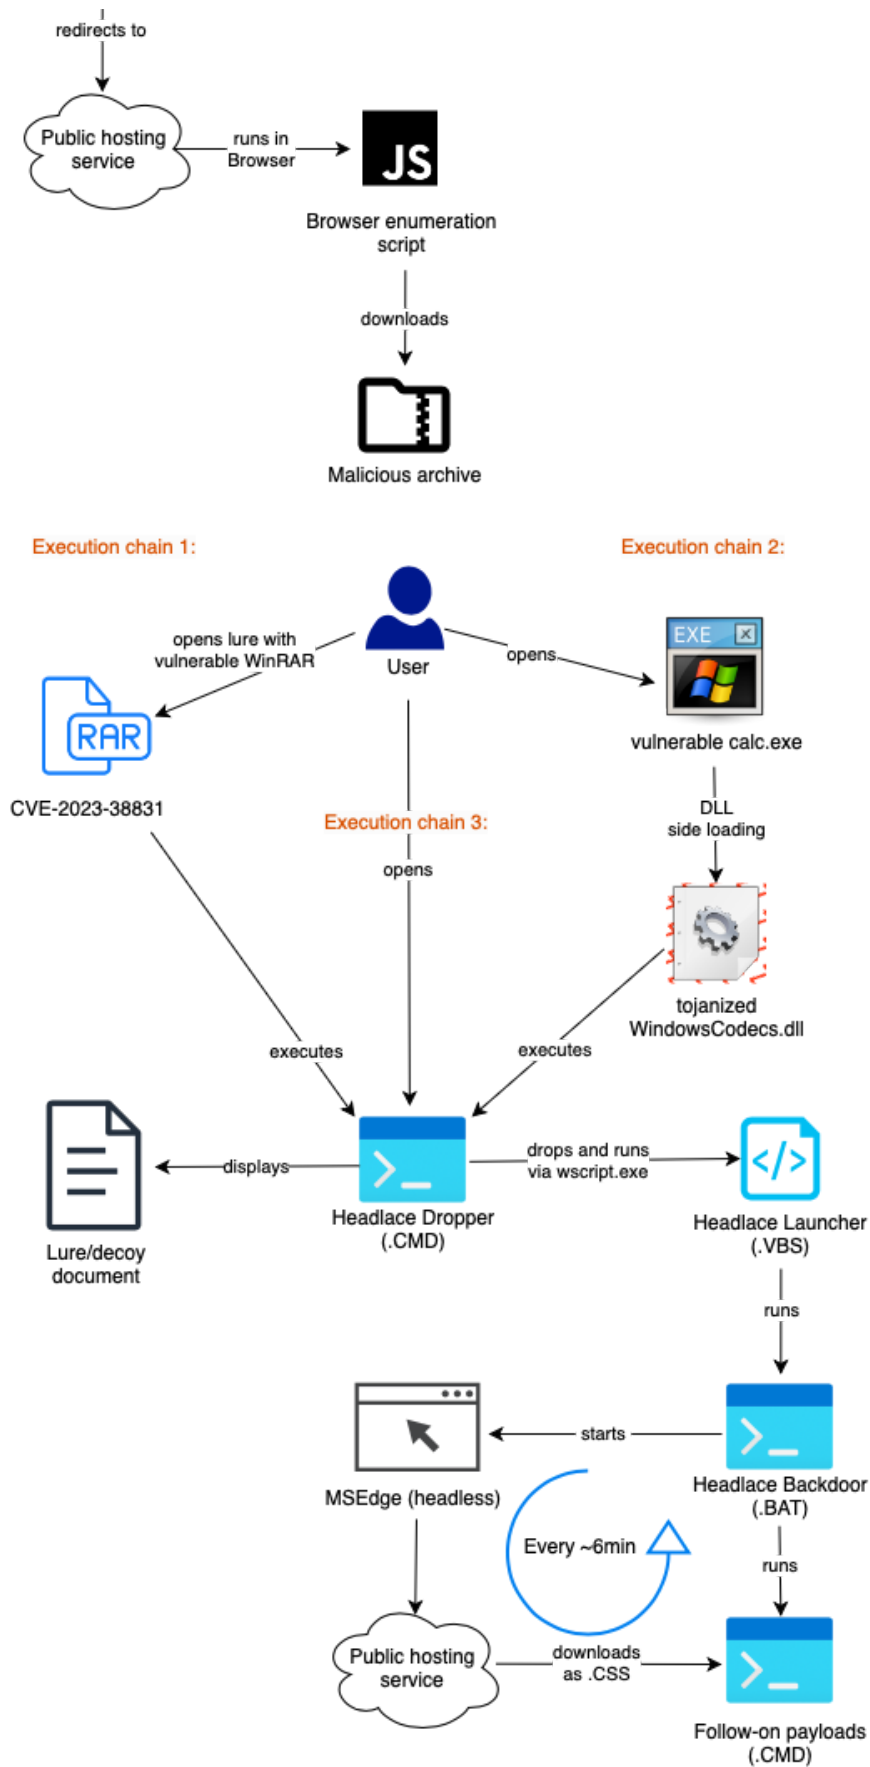 redirects to
Public hosting
service
runs in
Browser
JS
Browser enumeration
script
downloads
Malicious archive
Execution chain 1:
Execution chain 2:
opens lure with
vulnerable WinRAR
User
opens
EXE
RAR
vulnerable calc.exe
CVE-2023-38831
Execution chain 3:
opens
DLL
side loading
tojanized
WindowsCodecs.dll
executes
executes
displays
drops and runs
via wscript.exe
Lure/decoy
document
Headlace Dropper
(.CMD)
Headlace Launcher
(.VBS)
runs
starts
MSEdge (headless)
Headlace Backdoor
(.BAT)
Every ~6min
runs
Public hosting
service
downloads
as .CSS
Follow-on payloads
(.CMD)